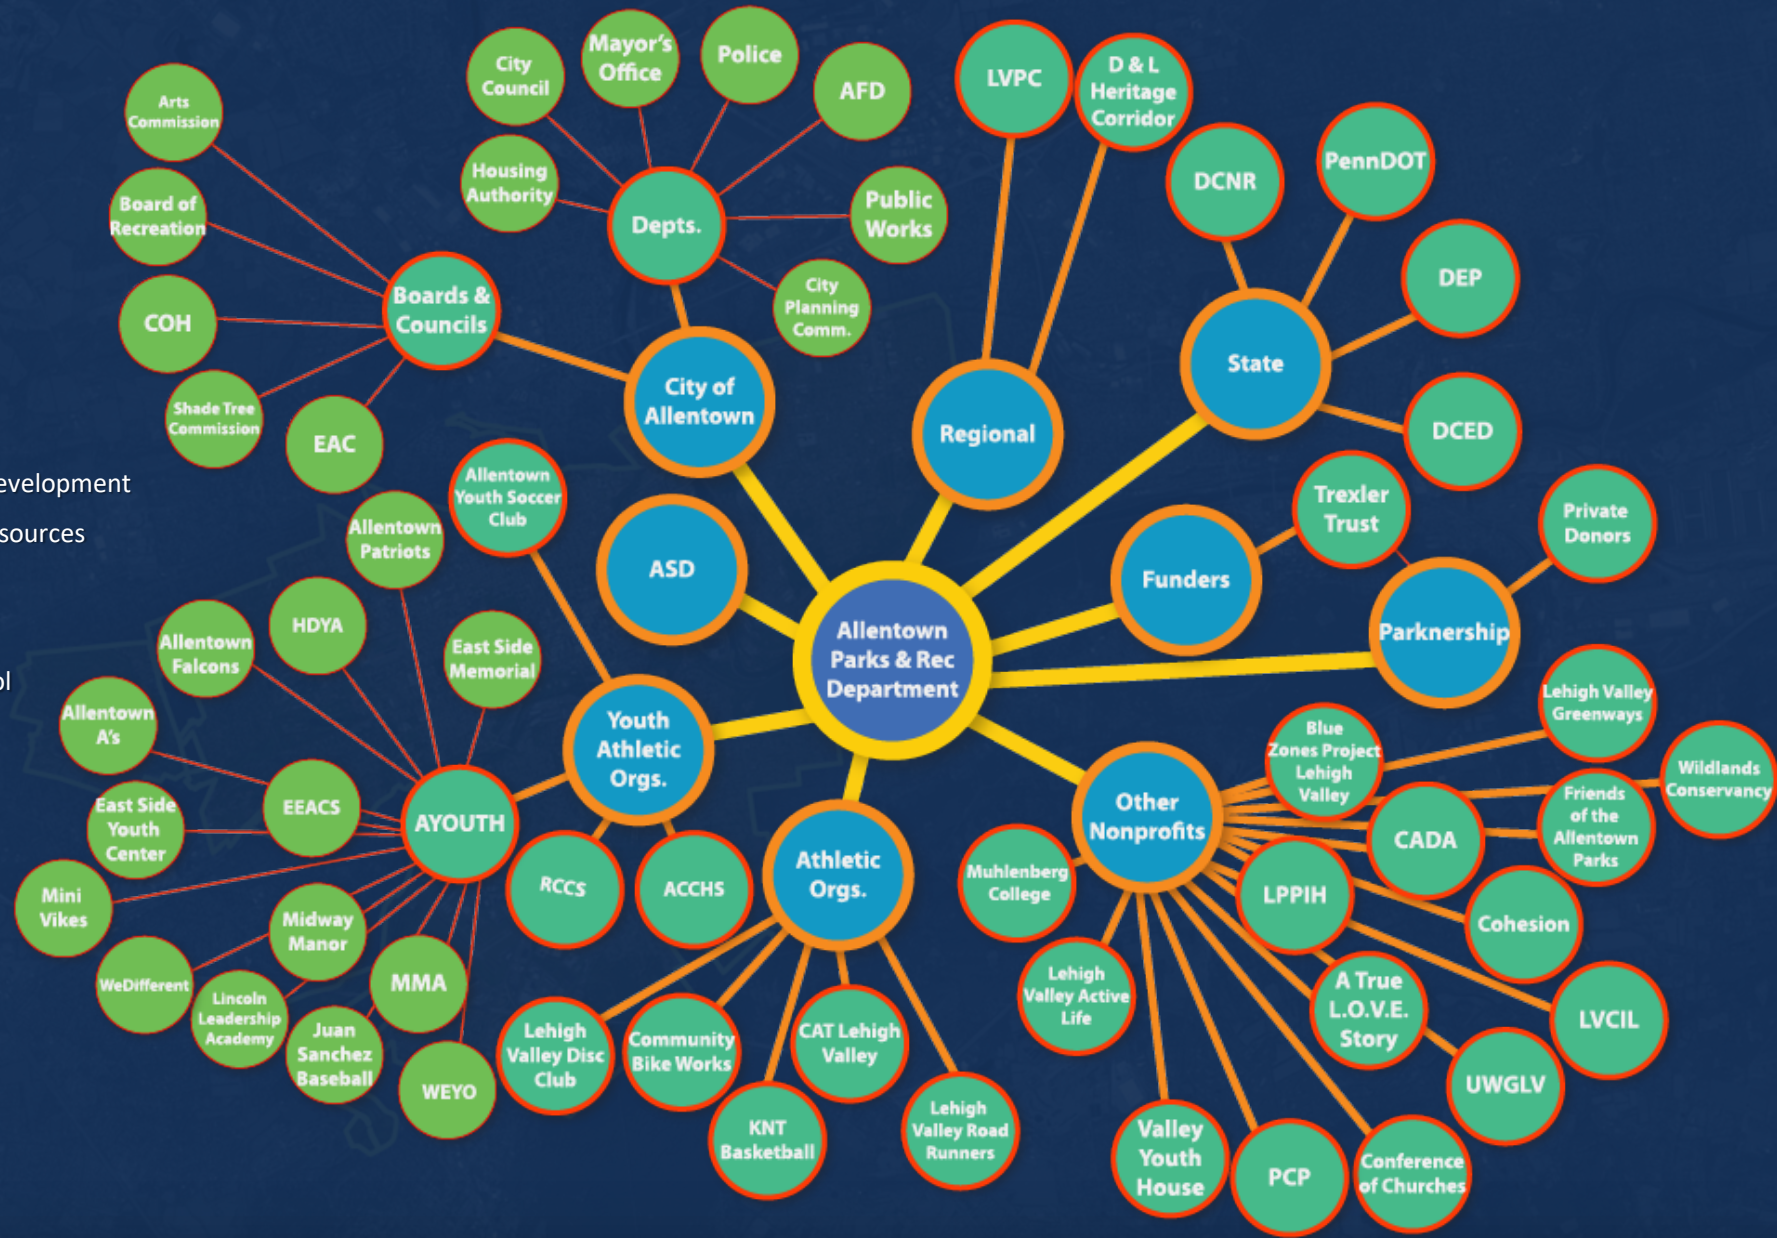 City
Council
Mayor's
Office
Police
AFD
Housing
Authority
Depts.
Public
Works
City
Planning
Comm.
Arts
Commission
Board of
Recreation
COH
Shade Tree
Commission
EAC
Boards &
Councils
City of
Allentown
LVPC
D & L
Heritage
Corridor
Regional
DCNR
PennDOT
DEP
DCED
State
evelopment
sources
ol
Allentown
Youth Soccer
Club
ASD
Allentown
Parks & Rec
Department
Funders
Trexler
Trust
Private
Donors
Parknership
Allentown
Patriots
HDYA
Allentown
Falcons
East Side
Memorial
Allentown
A's
EEACS
East Side
Youth
Center
AYOUTH
Mini
Vikes
Midway
Manor
WeDifferent
Lincoln
Leadership
Academy
Juan
Sanchez
Baseball
MMA
WEYO
Youth
Athletic
Orgs.
RCCS
ACCHS
Athletic
Orgs.
Lehigh
Valley Disc
Club
Community
Bike Works
KNT
Basketball
CAT Lehigh
Valley
Lehigh
Valley Road
Runners
Other
Nonprofits
Muhlenberg
College
Lehigh
Valley Active
Life
Valley
Youth
House
PCP
Conference
of Churches
Blue
Zones Project
Lehigh
Valley
Lehigh Valley
Greenways
Wildlands
Conservancy
Friends
of the
Allentown
Parks
CADA
LPPIH
Cohesion
A True
L.O.V.E.
Story
LVCIL
UWGLV